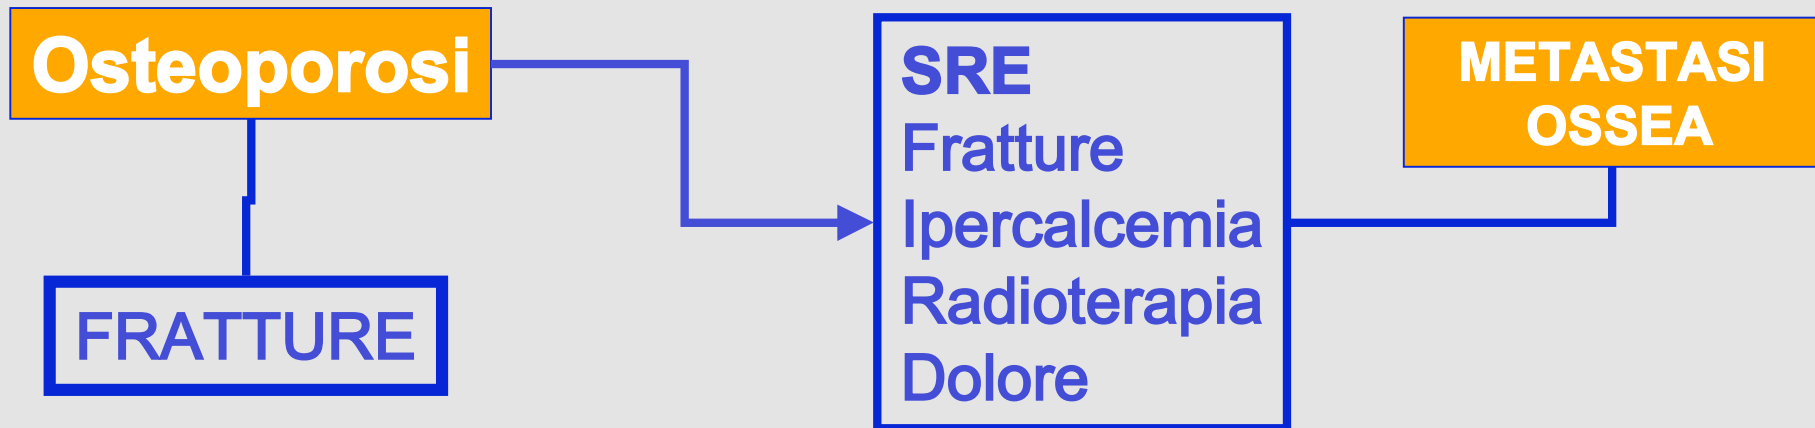 Osteoporosi
FRATTURE
SRE
Fratture
Ipercalcemia
Radioterapia
Dolore
METASTASI
OSSEA